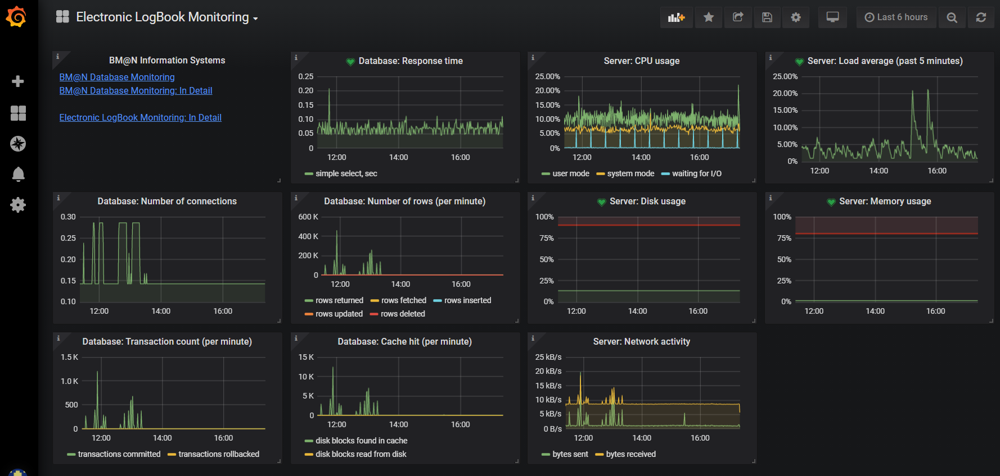 Electronic LogBook Monitoring
Last 6 hours
BM@N Information Systems
BM@N Database Monitoring
BM@N Database Monitoring: In Detail
Electronic LogBook Monitoring: In Detail
Database: Response time
0.25
0.20
0.15
0.10
0.05
0
12:00 14:00 16:00
simple select, sec
Server: CPU usage
25.00%
20.00%
15.00%
10.00%
5.00%
0%
12:00 14:00 16:00
user mode system mode waiting for I/O
Server: Load average (past 5 minutes)
25.00%
20.00%
15.00%
10.00%
5.00%
0%
12:00 14:00 16:00
Database: Number of connections
0.30
0.25
0.20
0.15
0.10
12:00 14:00 16:00
Database: Number of rows (per minute)
600 K
400 K
200 K
0
12:00 14:00 16:00
rows returned rows fetched rows inserted
rows updated rows deleted
Server: Disk usage
100%
75%
50%
25%
0%
12:00 14:00 16:00
Server: Memory usage
100%
75%
50%
25%
0%
12:00 14:00 16:00
Database: Transaction count (per minute)
1.5 K
1.0 K
500
0
12:00 14:00 16:00
transactions committed transactions rollbacked
Database: Cache hit (per minute)
15 K
10 K
5 K
0
12:00 14:00 16:00
disk blocks found in cache
disk blocks read from disk
Server: Network activity
25 kB/s
20 kB/s
15 kB/s
10 kB/s
5 kB/s
0 B/s
12:00 14:00 16:00
bytes sent bytes received